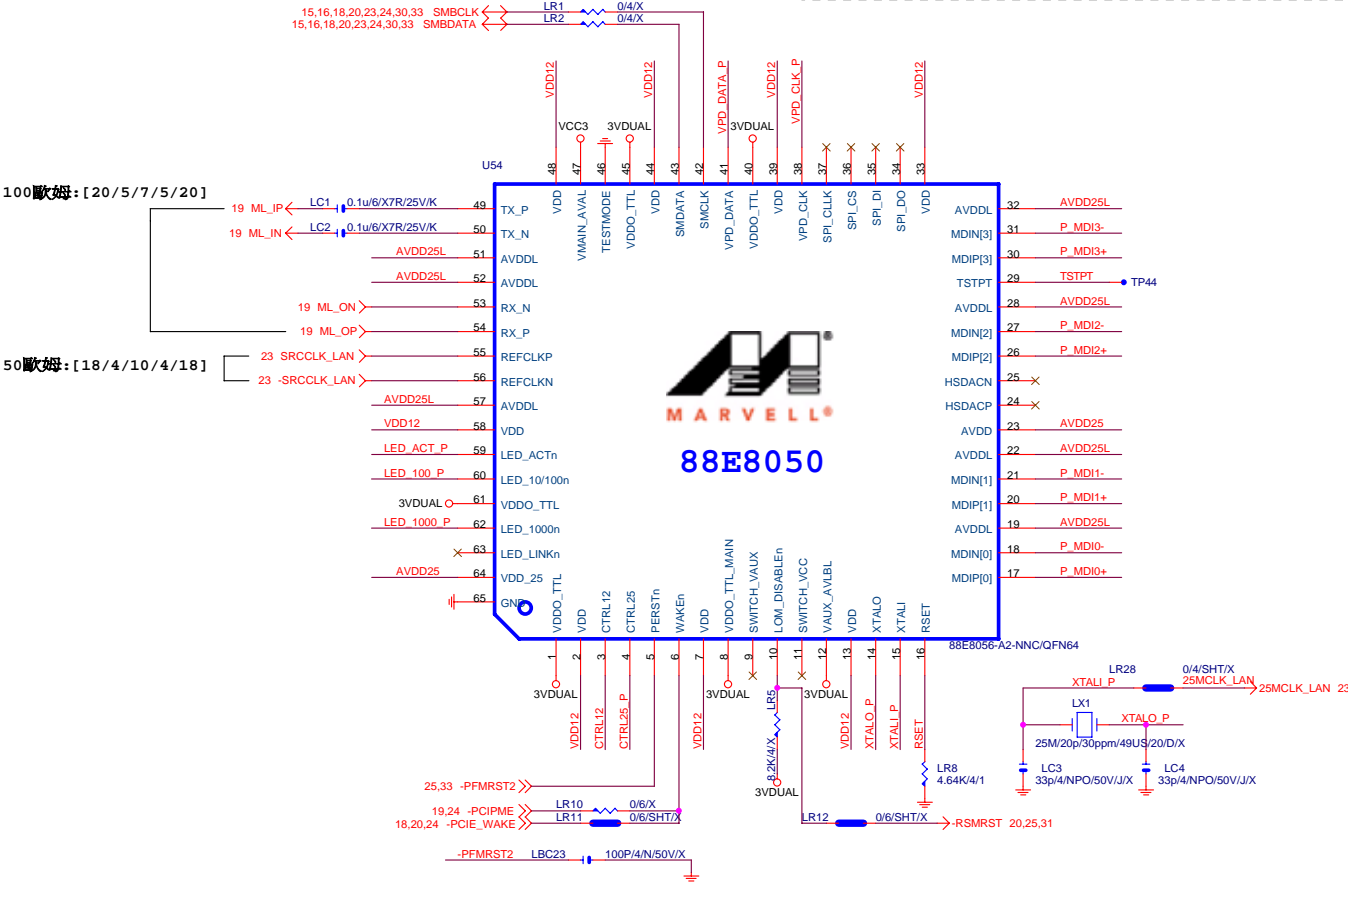 15,16,18,20,23,24,30,33 SMBCLK LR1 0/4/X
15,16,18,20,23,24,30,33 SMBDATA LR2 0/4/X
VDD12 VDD12 VPD_DATA_P VDD12 VPD_CLK_P VDD12
VCC3 3VDUAL 3VDUAL
U54
48 47 46 45 44 43 42 41 40 39 38 37 36 35 34 33
VDD VMAIN_AVAL TESTMODE VDDO_TTL VDD SMDATA SMCLK VPD_DATA VDDO_TTL VDD VPD_CLK SPI_CLLK SPI_CS SPI_DI SPI_DO VDD
100歐姆:[20/5/7/5/20]
19 ML_IP LC1 0.1u/6/X7R/25V/K 49 TX_P
19 ML_IN LC2 0.1u/6/X7R/25V/K 50 TX_N
AVDD25L 51 AVDDL
AVDD25L 52 AVDDL
19 ML_ON 53 RX_N
19 ML_OP 54 RX_P
50歐姆:[18/4/10/4/18]
23 SRCCLK_LAN 55 REFCLKP
23 -SRCCLK_LAN 56 REFCLKN
AVDD25L 57 AVDDL
VDD12 58 VDD
LED_ACT_P 59 LED_ACTn
LED_100_P 60 LED_10/100n
3VDUAL 61 VDDO_TTL
LED_1000_P 62 LED_1000n
63 LED_LINKn
AVDD25 64 VDD_25
65 GND
MARVELL®
88E8050
AVDDL 32 AVDD25L
MDIN[3] 31 P_MDI3-
MDIP[3] 30 P_MDI3+
TSTPT 29 TSTPT TP44
AVDDL 28 AVDD25L
MDIN[2] 27 P_MDI2-
MDIP[2] 26 P_MDI2+
HSDACN 25
HSDACP 24
AVDD 23 AVDD25
AVDDL 22 AVDD25L
MDIN[1] 21 P_MDI1-
MDIP[1] 20 P_MDI1+
AVDDL 19 AVDD25L
MDIN[0] 18 P_MDI0-
MDIP[0] 17 P_MDI0+
VDDO_TTL VDD CTRL12 CTRL25 PERSTn WAKEn VDD VDDO_TTL_MAIN SWITCH_VAUX LOM_DISABLEn SWITCH_VCC VAUX_AVLBL VDD XTALO XTALI RSET
88E8056-A2-NNC/QFN64
1 2 3 4 5 6 7 8 9 10 11 12 13 14 15 16
3VDUAL 3VDUAL 3VDUAL
VDD12 CTRL12 CTRL25_P VDD12 VDD12 XTALO_P XTALI_P RSET
LR5 8.2K/4/X
3VDUAL
LR8
4.64K/4/1
LR28 0/4/SHT/X
XTALI_P 25MCLK_LAN 25MCLK_LAN 23
LX1 XTALO_P
25M/20p/30ppm/49US/20/D/X
LC3
33p/4/NPO/50V/J/X
LC4
33p/4/NPO/50V/J/X
25,33 -PFMRST2
19,24 -PCIPME LR10 0/6/X
18,20,24 -PCIE_WAKE LR11 0/6/SHT/X
LR12 0/6/SHT/X -RSMRST 20,25,31
-PFMRST2 LBC23 100P/4/N/50V/X